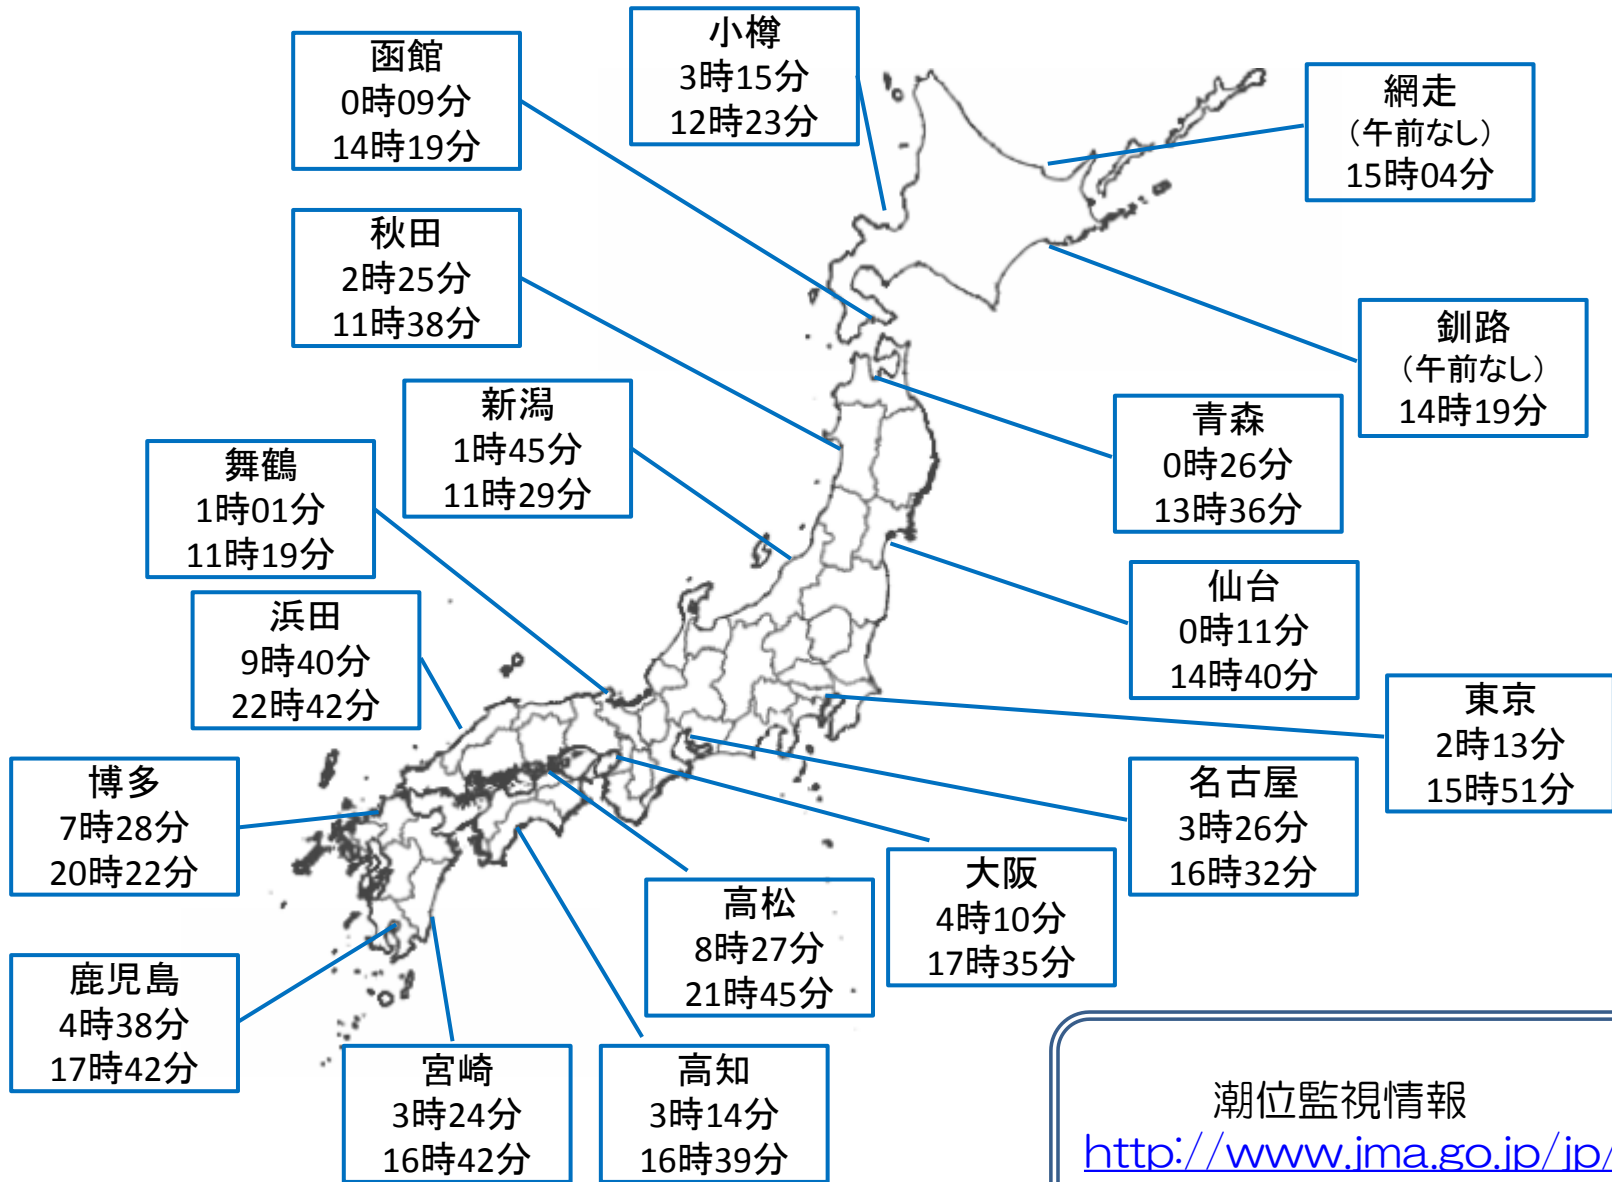 函館
0時09分
14時19分
小樽
3時15分
12時23分
網走
（午前なし）
15時04分
秋田
2時25分
11時38分
釧路
（午前なし）
14時19分
新潟
1時45分
11時29分
青森
0時26分
13時36分
舞鶴
1時01分
11時19分
仙台
0時11分
14時40分
浜田
9時40分
22時42分
東京
2時13分
15時51分
博多
7時28分
20時22分
名古屋
3時26分
16時32分
大阪
4時10分
17時35分
高松
8時27分
21時45分
鹿児島
4時38分
17時42分
宮崎
3時24分
16時42分
高知
3時14分
16時39分
潮位監視情報
http://www.jma.go.jp/jp/